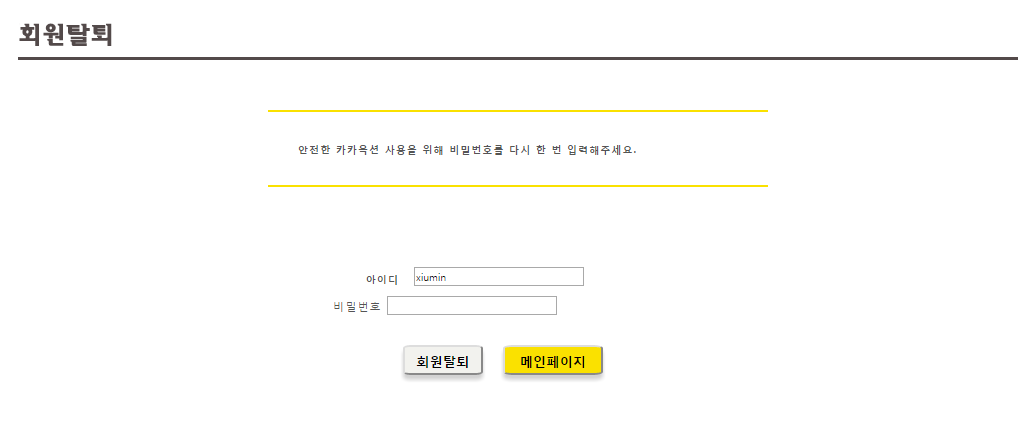 회원탈퇴
안전한 카카옥션 사용을 위해 비밀번호를 다시 한 번 입력해주세요.
아이디 xiumin
비밀번호
회원탈퇴 메인페이지